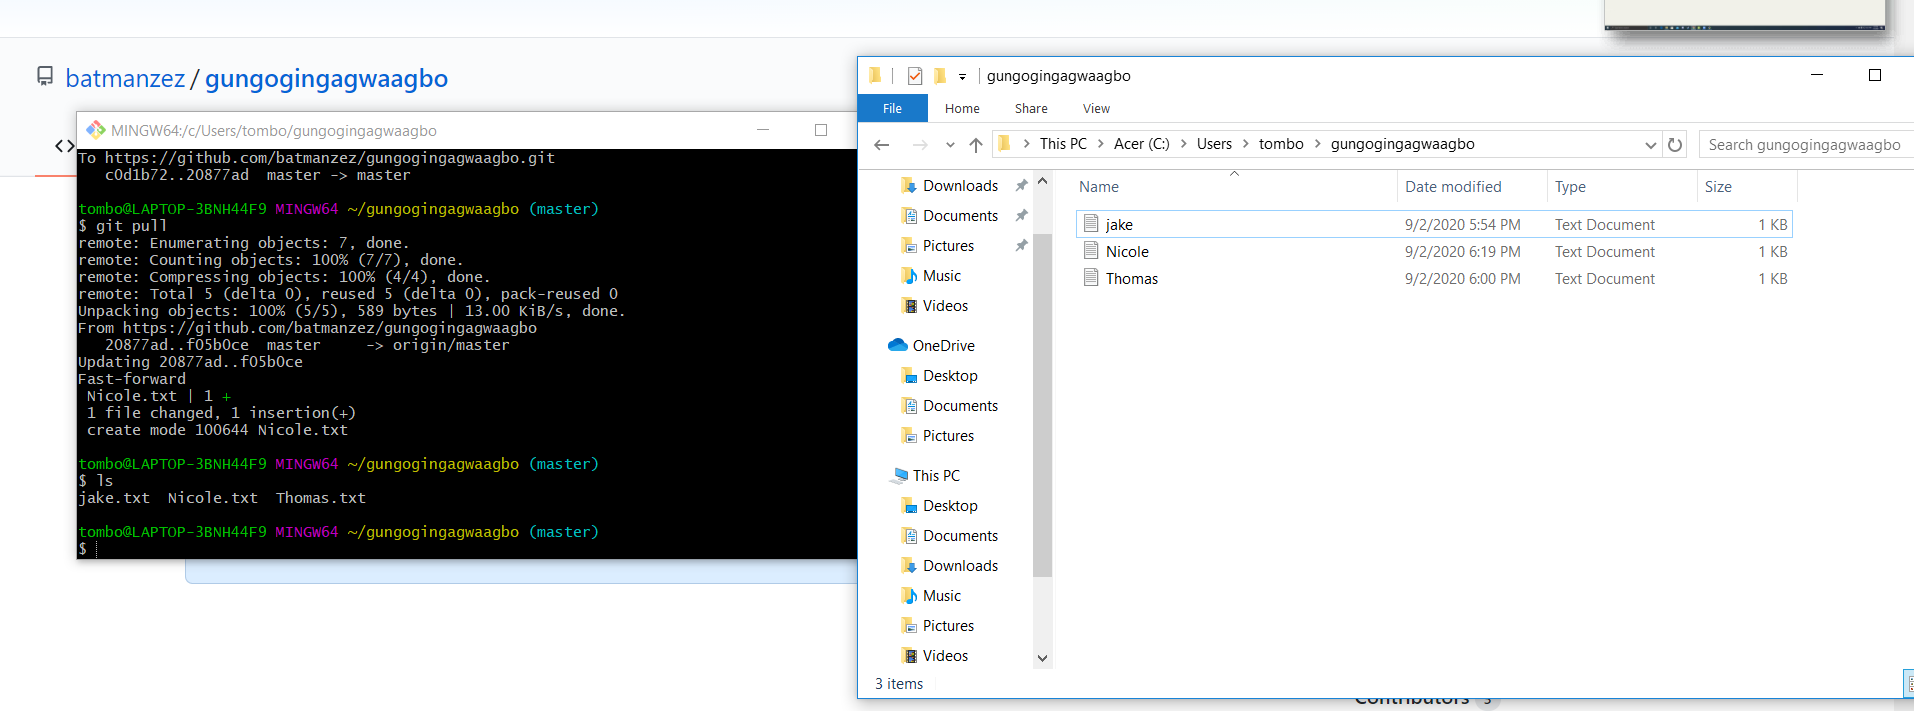 batmanzez / gungogingagwaagbo
<>
MINGW64:/c/Users/tombo/gungogingagwaagbo
To https://github.com/batmanzez/gungogingagwaagbo.git
c0d1b72..20877ad master -> master
tombo@LAPTOP-3BNH44F9 MINGW64 ~/gungogingagwaagbo (master)
$ git pull
remote: Enumerating objects: 7, done.
remote: Counting objects: 100% (7/7), done.
remote: Compressing objects: 100% (4/4), done.
remote: Total 5 (delta 0), reused 5 (delta 0), pack-reused 0
Unpacking objects: 100% (5/5), 589 bytes | 13.00 KiB/s, done.
From https://github.com/batmanzez/gungogingagwaagbo
20877ad..f05b0ce master -> origin/master
Updating 20877ad..f05b0ce
Fast-forward
Nicole.txt | 1 +
1 file changed, 1 insertion(+)
create mode 100644 Nicole.txt
tombo@LAPTOP-3BNH44F9 MINGW64 ~/gungogingagwaagbo (master)
$ ls
jake.txt Nicole.txt Thomas.txt
tombo@LAPTOP-3BNH44F9 MINGW64 ~/gungogingagwaagbo (master)
$
gungogingagwaagbo
File Home Share View
This PC > Acer (C:) > Users > tombo > gungogingagwaagbo
Search gungogingagwaagbo
Downloads
Documents
Pictures
Music
Videos
OneDrive
Desktop
Documents
Pictures
This PC
Desktop
Documents
Downloads
Music
Pictures
Videos
Name Date modified Type Size
jake 9/2/2020 5:54 PM Text Document 1 KB
Nicole 9/2/2020 6:19 PM Text Document 1 KB
Thomas 9/2/2020 6:00 PM Text Document 1 KB
3 items
Contributors 3